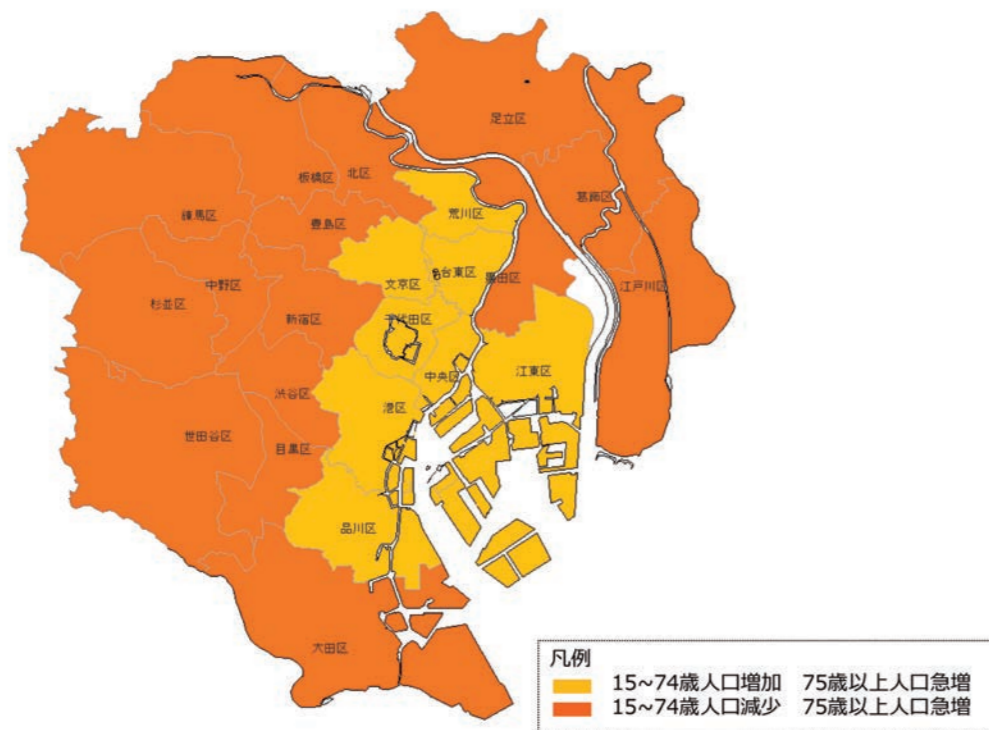 足立区
板橋区
北区
葛飾区
練馬区
豊島区
荒川区
文京区
台東区
墨田区
江戸川区
中野区
杉並区
新宿区
千代田区
中央区
江東区
渋谷区
港区
世田谷区
目黒区
品川区
大田区
凡例
15~74歳人口増加 75歳以上人口急増
15~74歳人口減少 75歳以上人口急増